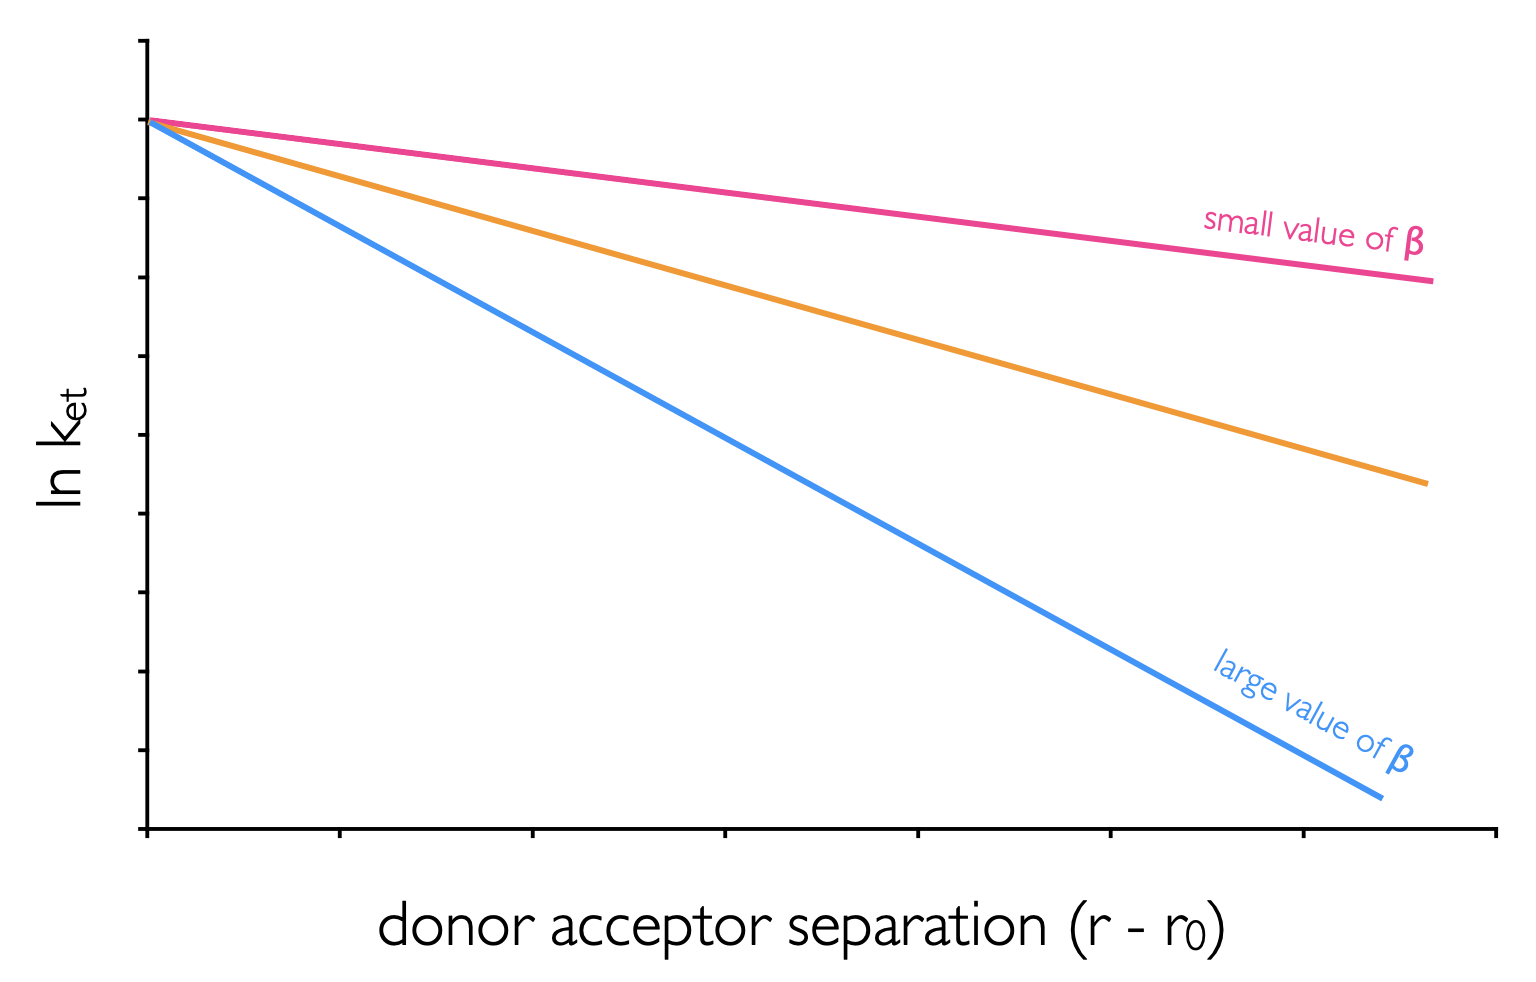 small value of β
ln ket
large value of β
donor acceptor separation (r - r0)